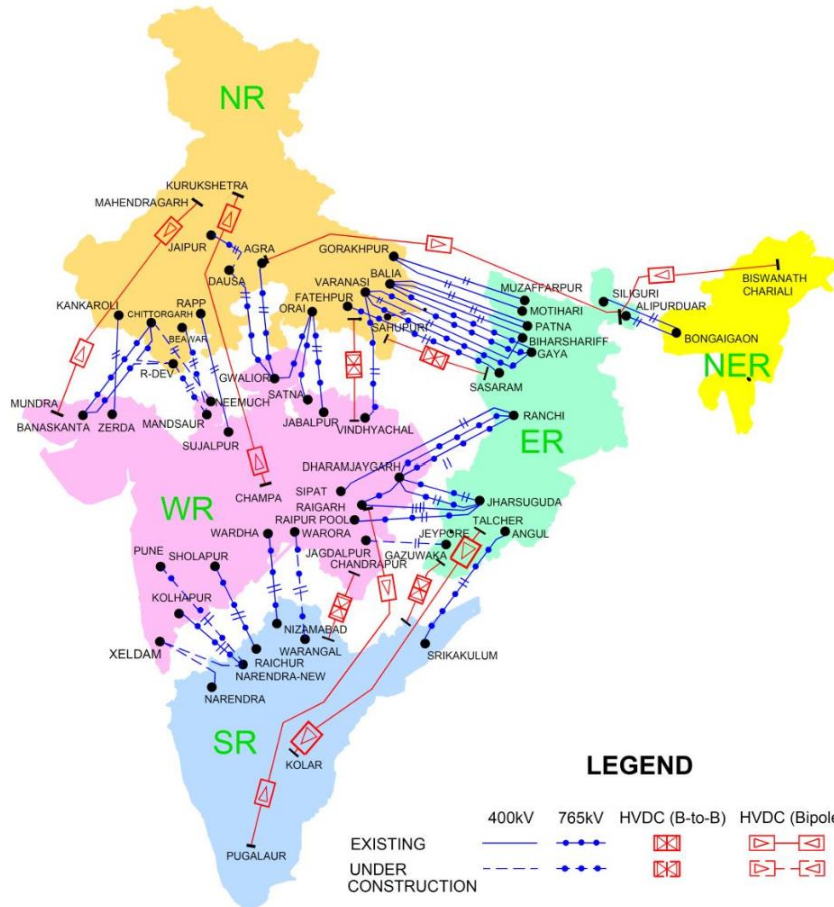 NR
KURUKSHETRA
MAHENDRAGARH
JAIPUR
AGRA
GORAKHPUR
DAUSA
VARANASI
BALIA
MUZAFFARPUR
SILIGURI
BISWANATH
CHARIALI
KANKAROLI
CHITTORGARH
RAPP
FATEHPUR
ORAI
MOTIHARI
ALIPURDUAR
PATNA
BEAWAR
SAHUPURI
BIHARSHARIFF
BONGAIGAON
GAYA
NER
R-DEV
GWALIOR
SASARAM
MUNDRA
BANASKANTA
ZERDA
MANDSAUR
NEEMUCH
SATNA
JABALPUR
VINDHYACHAL
RANCHI
SUJALPUR
ER
DHARAMJAYGARH
WR
CHAMPA
SIPAT
RAIGARH
JHARSUGUDA
RAIPUR POOL
TALCHER
WARDHA
WARORA
JEYPORE
ANGUL
PUNE
SHOLAPUR
JAGDALPUR
GAZUWAKA
CHANDRAPUR
KOLHAPUR
NIZAMABAD
WARANGAL
XELDAM
RAICHUR
SRIKAKULUM
NARENDRA-NEW
NARENDRA
SR
KOLAR
PUGALAUR
LEGEND
400kV 765kV HVDC (B-to-B) HVDC (Bipole
EXISTING
UNDER
CONSTRUCTION